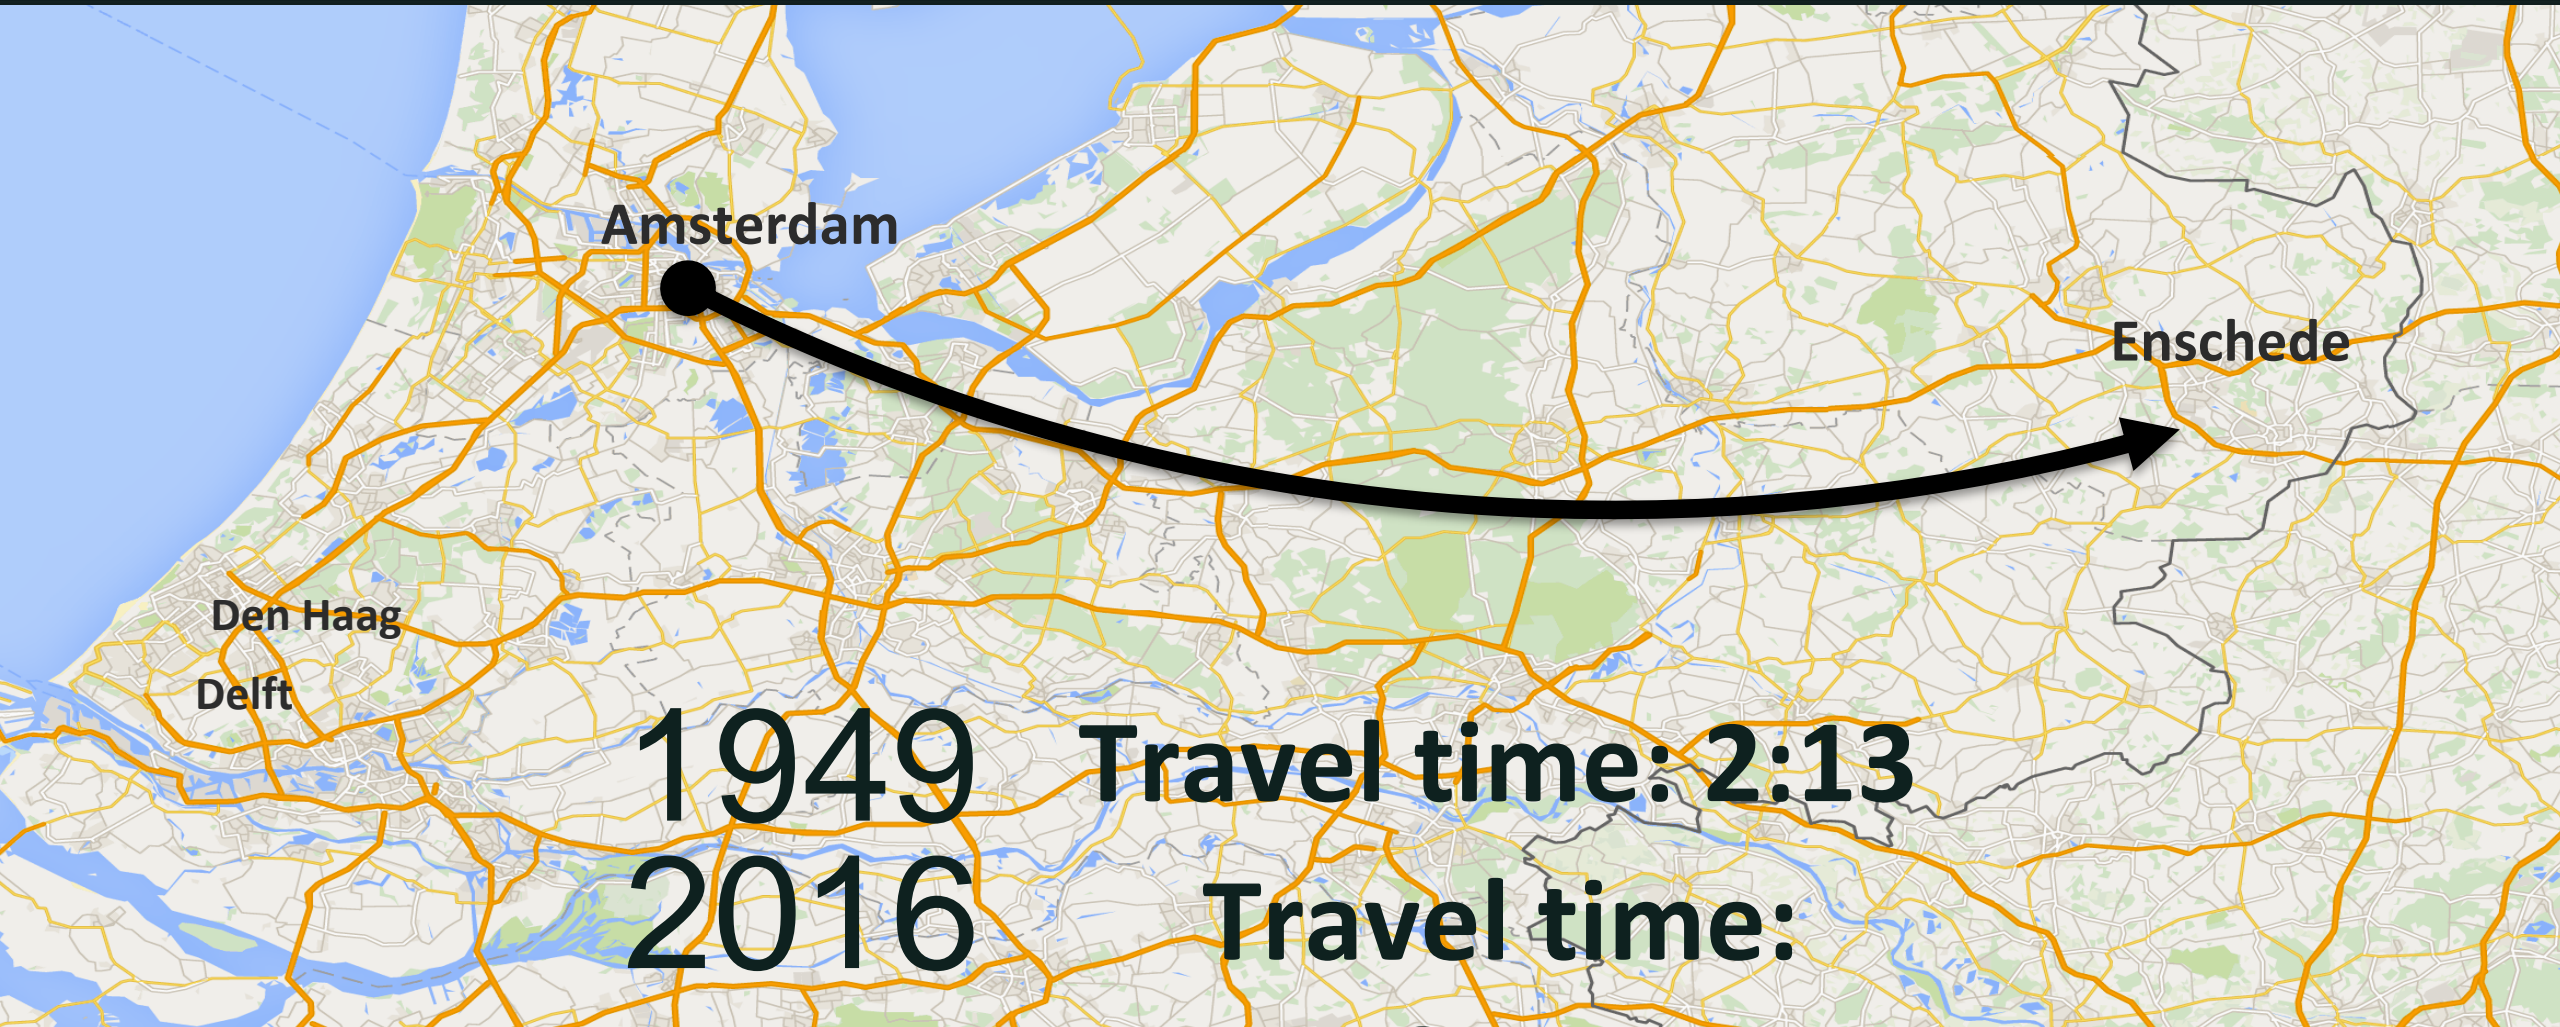 Amsterdam
Enschede
Den Haag
Delft
1949 Travel time: 2:13
2016 Travel time: